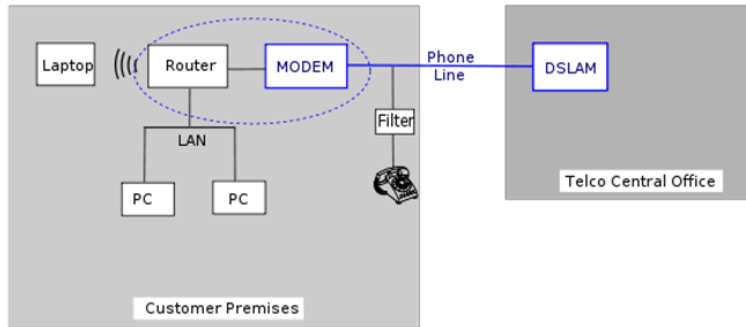 Laptop
Router
MODEM
Phone
Line
DSLAM
Filter
LAN
PC
PC
Telco Central Office
Customer Premises